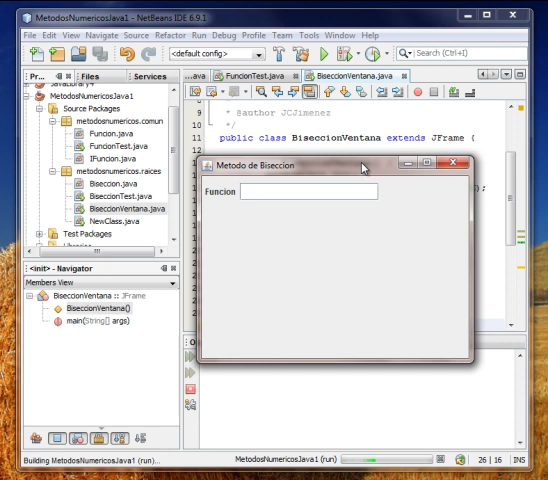 MetodosNumericosJava1 - NetBeans IDE 6.9.1
File Edit View Navigate Source Refactor Run Debug Profile Team Tools Window Help
<default config>
Search (Ctrl+I)
Pr... Files Services
...ava FuncionTest.java BiseccionVentana.java
MetodosNumericosJava1
Source Packages
metodosnumericos.comun
Funcion.java
FuncionTest.java
IFuncion.java
metodosnumericos.raices
Biseccion.java
BiseccionTest.java
BiseccionVentana.java
NewClass.java
Test Packages
9 * @author JCJimenez
10 */
11 public class BiseccionVentana extends JFrame {
12
Metodo de Biseccion
Funcion
<init> - Navigator
Members View
BiseccionVentana :: JFrame
BiseccionVentana()
main(String[] args)
Building MetodosNumericosJava1 (run)...
MetodosNumericosJava1 (run)
26 | 16 INS